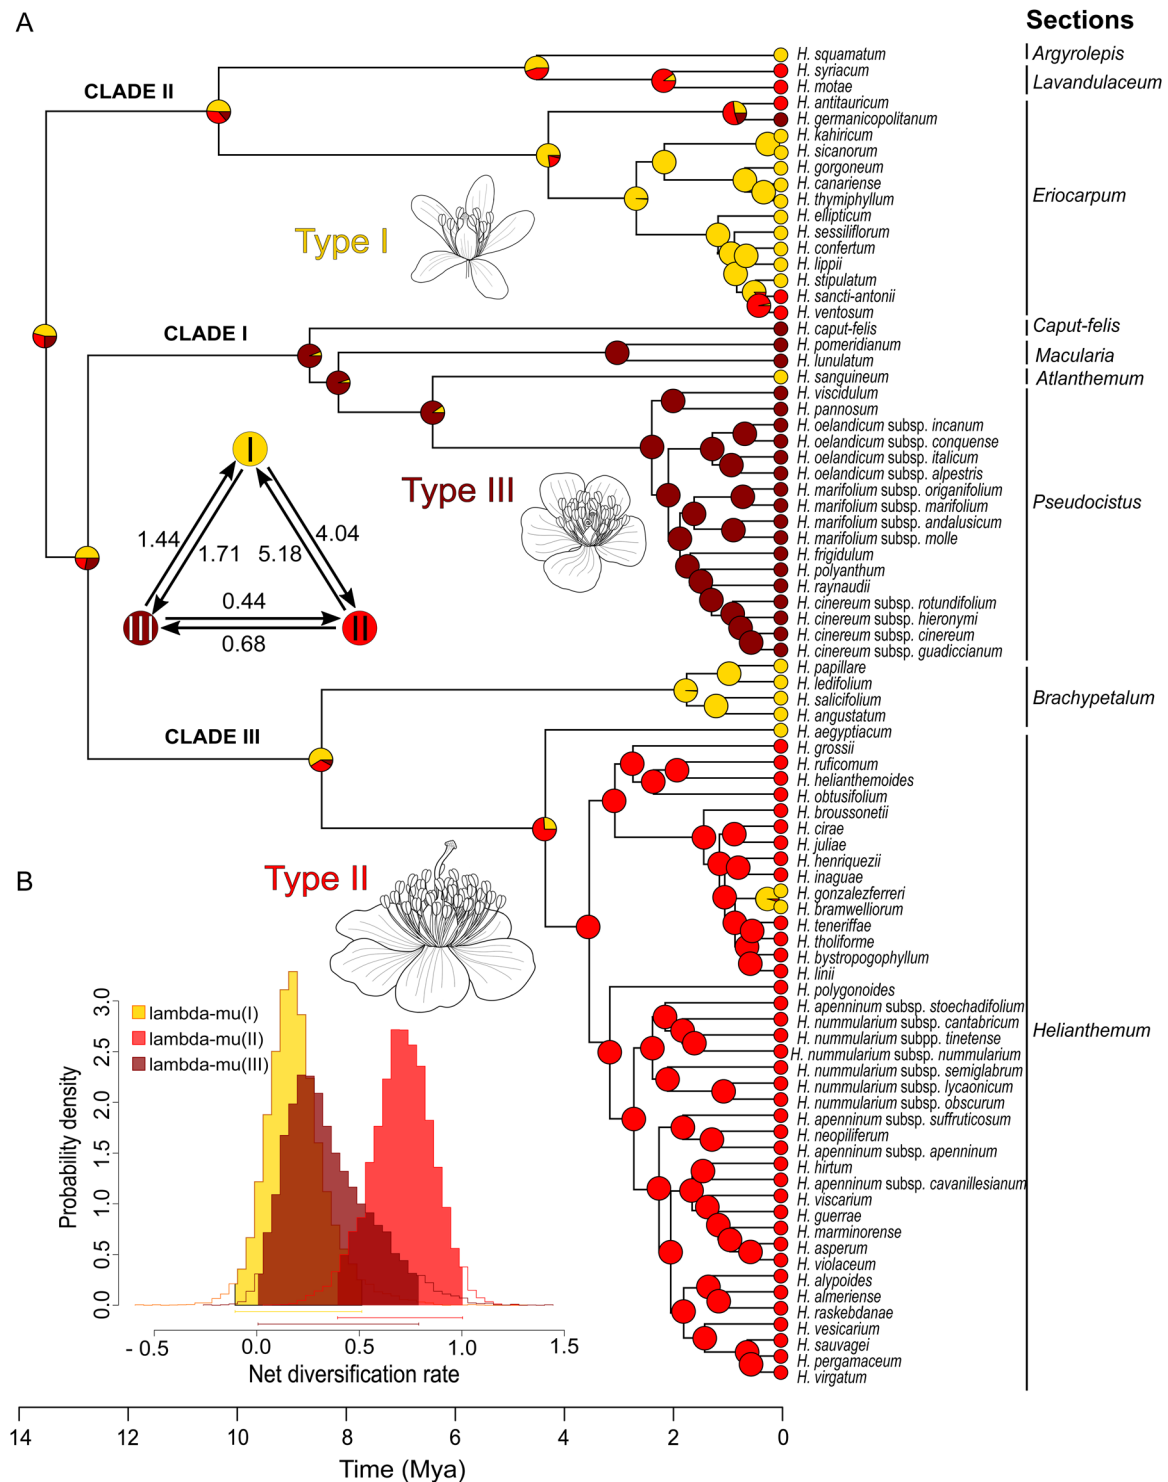 A
Sections
H. squamatum
Argyrolepis
H. syriacum
H. motae
Lavandulaceum
CLADE II
H. antitauricum
H. germanicopolitanum
H. kahiricum
H. sicanorum
H. gorgoneum
H. canariense
H. thymiphyllum
H. ellipticum
H. sessiliflorum
H. confertum
H. lippii
H. stipulatum
H. sancti-antonii
H. ventosum
Eriocarpum
Type I
CLADE I
H. caput-felis
Caput-felis
H. pomeridianum
H. lunulatum
Macularia
H. sanguineum
Atlanthemum
H. viscidulum
H. pannosum
H. oelandicum subsp. incanum
H. oelandicum subsp. conquense
H. oelandicum subsp. italicum
H. oelandicum subsp. alpestris
H. marifolium subsp. origanifolium
H. marifolium subsp. marifolium
H. marifolium subsp. andalusicum
H. marifolium subsp. molle
H. frigidulum
H. polyanthum
H. raynaudii
H. cinereum subsp. rotundifolium
H. cinereum subsp. hieronymi
H. cinereum subsp. cinereum
H. cinereum subsp. guadiccianum
Pseudocistus
Type III
I
1.44
1.71
5.18
4.04
III
0.44
0.68
II
H. papillare
H. ledifolium
H. salicifolium
H. angustatum
Brachypetalum
CLADE III
H. aegyptiacum
H. grossii
H. ruficomum
H. helianthemoides
H. obtusifolium
H. broussonetii
H. cirae
H. juliae
H. henriquezii
H. inaguae
H. gonzalezferreri
H. bramwelliorum
H. teneriffae
H. tholiforme
H. bystropogophyllum
H. linii
H. polygonoides
H. apenninum subsp. stoechadifolium
H. nummularium subsp. cantabricum
H. nummularium subpp. tinetense
H. nummularium subsp. nummularium
H. nummularium subsp. semiglabrum
H. nummularium subsp. lycaonicum
H. nummularium subsp. obscurum
H. apenninum subsp. suffruticosum
H. neopiliferum
H. apenninum subsp. apenninum
H. hirtum
H. apenninum subsp. cavanillesianum
H. viscarium
H. guerrae
H. marminorense
H. asperum
H. violaceum
H. alypoides
H. almeriense
H. raskebdanae
H. vesicarium
H. sauvagei
H. pergamaceum
H. virgatum
Helianthemum
Type II
B
lambda-mu(I)
lambda-mu(II)
lambda-mu(III)
Probability density
3.0
2.5
2.0
1.5
1.0
0.5
0.0
- 0.5 0.0 0.5 1.0 1.5
Net diversification rate
14 12 10 8 6 4 2 0
Time (Mya)